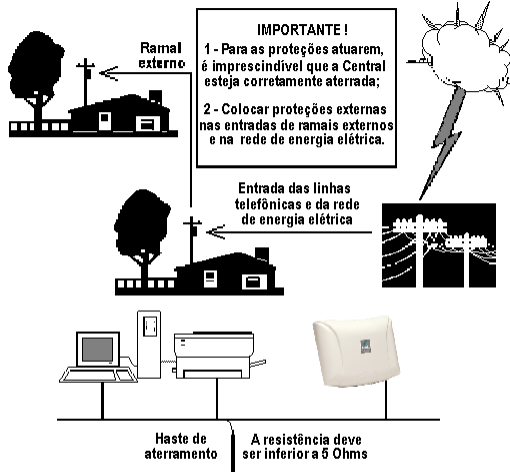 IMPORTANTE !
1 - Para as proteções atuarem,
é imprescindível que a Central
esteja corretamente aterrada;
2 - Colocar proteções externas
nas entradas de ramais externos
e na rede de energia elétrica.
Ramal
externo
Entrada das linhas
telefônicas e da rede
de energia elétrica
Haste de
aterramento
A resistência deve
ser inferior a 5 Ohms